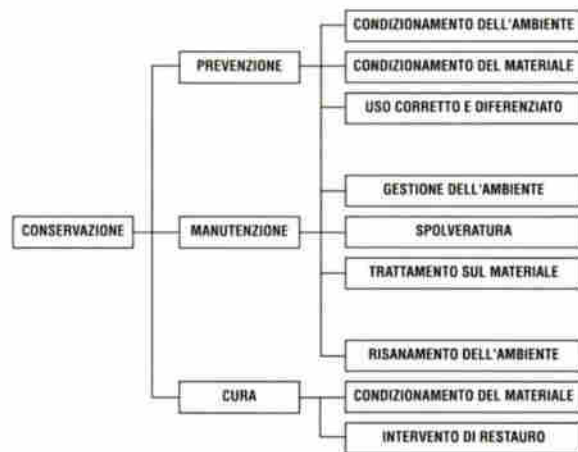 CONDIZIONAMENTO DELL'AMBIENTE
PREVENZIONE
CONDIZIONAMENTO DEL MATERIALE
USO CORRETTO E DIFERENZIATO
GESTIONE DELL'AMBIENTE
CONSERVAZIONE
MANUTENZIONE
SPOLVERATURA
TRATTAMENTO SUL MATERIALE
RISANAMENTO DELL'AMBIENTE
CURA
CONDIZIONAMENTO DEL MATERIALE
INTERVENTO DI RESTAURO